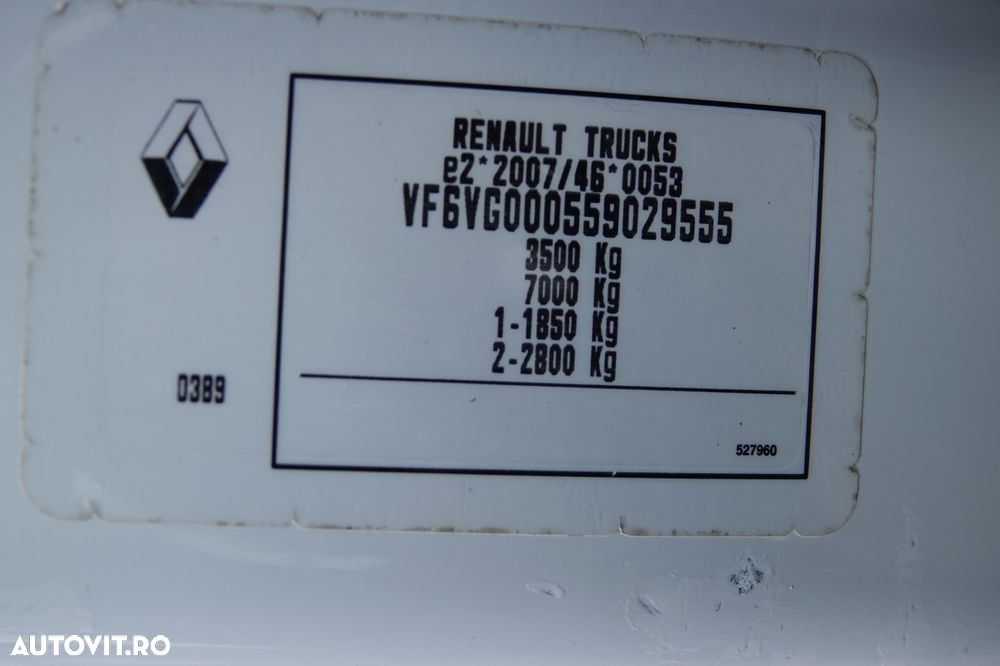 RENAULT TRUCKS
e2*2007/46*0053
VF6VG000559029555
3500 Kg
7000 Kg
1-1850 Kg
2-2800 Kg
0389
527960
AUTOVIT.RO